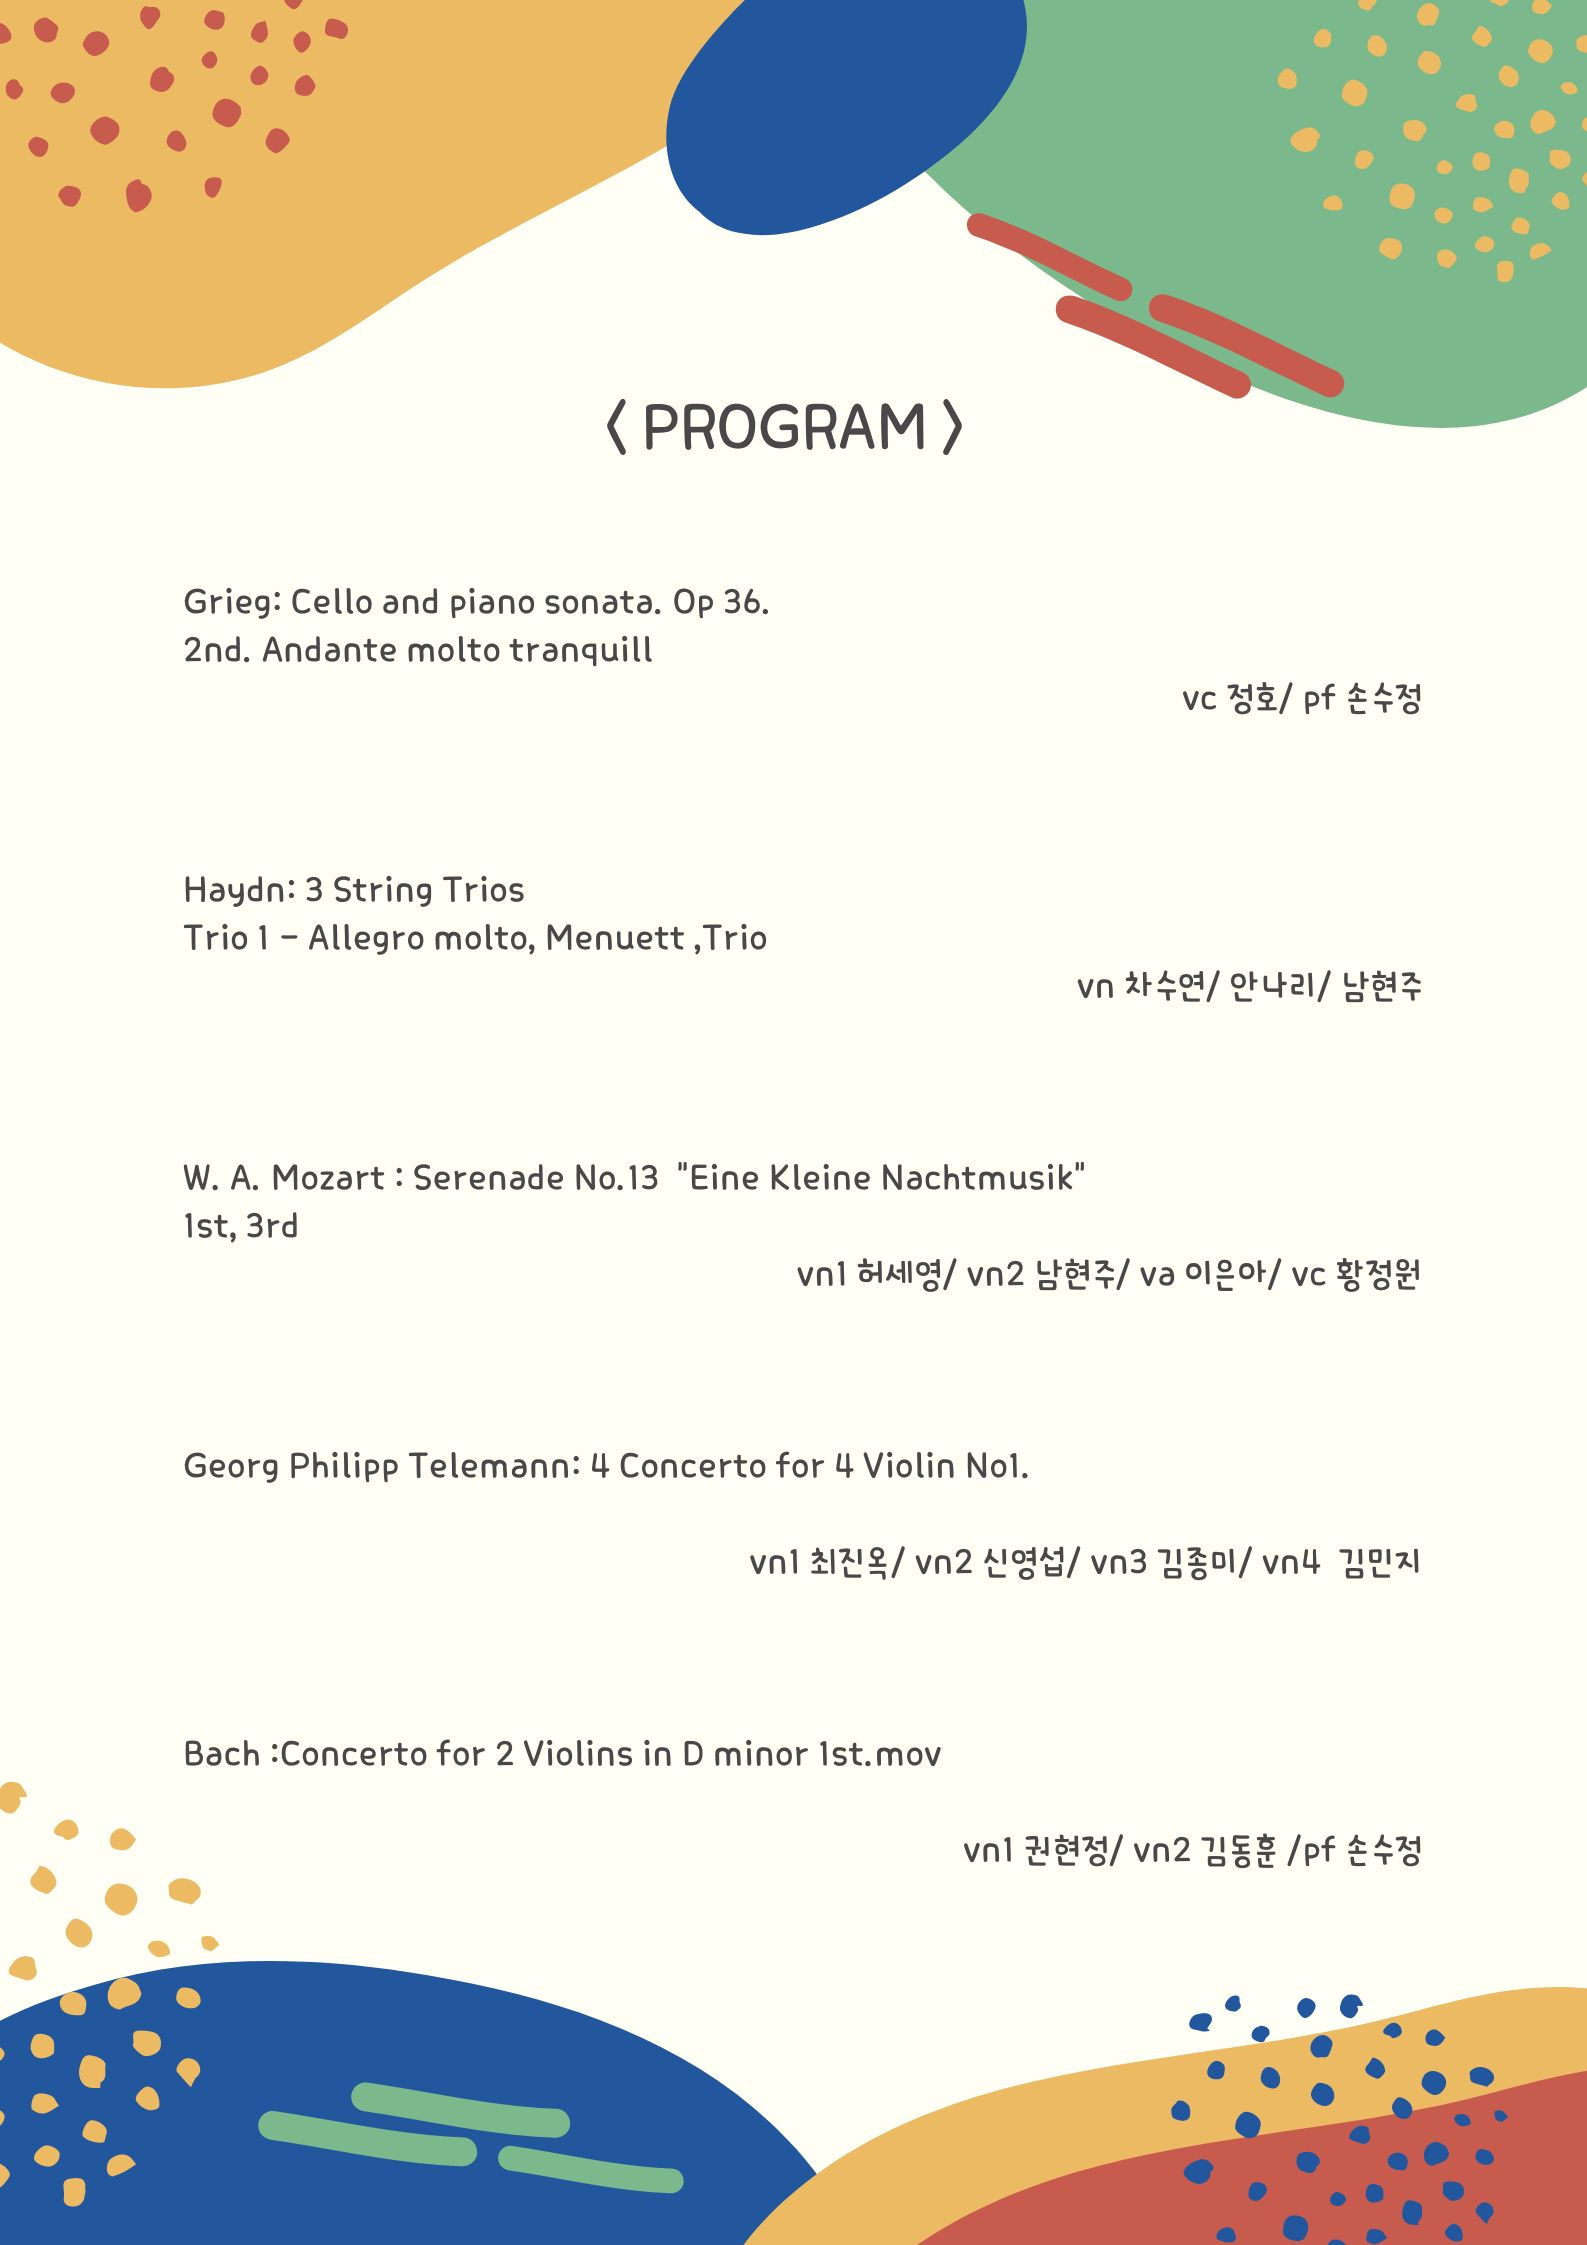 〈 PROGRAM 〉
Grieg: Cello and piano sonata. Op 36.
2nd. Andante molto tranquill
vc 정호/ pf 손수정
Haydn: 3 String Trios
Trio 1 - Allegro molto, Menuett ,Trio
vn 차수연/ 안나리/ 남현주
W. A. Mozart : Serenade No.13 "Eine Kleine Nachtmusik"
1st, 3rd
vn1 허세영/ vn2 남현주/ va 이은아/ vc 황정원
Georg Philipp Telemann: 4 Concerto for 4 Violin No1.
vn1 최진옥/ vn2 신영섭/ vn3 김종미/ vn4 김민지
Bach :Concerto for 2 Violins in D minor 1st.mov
vn1 권현정/ vn2 김동훈 /pf 손수정